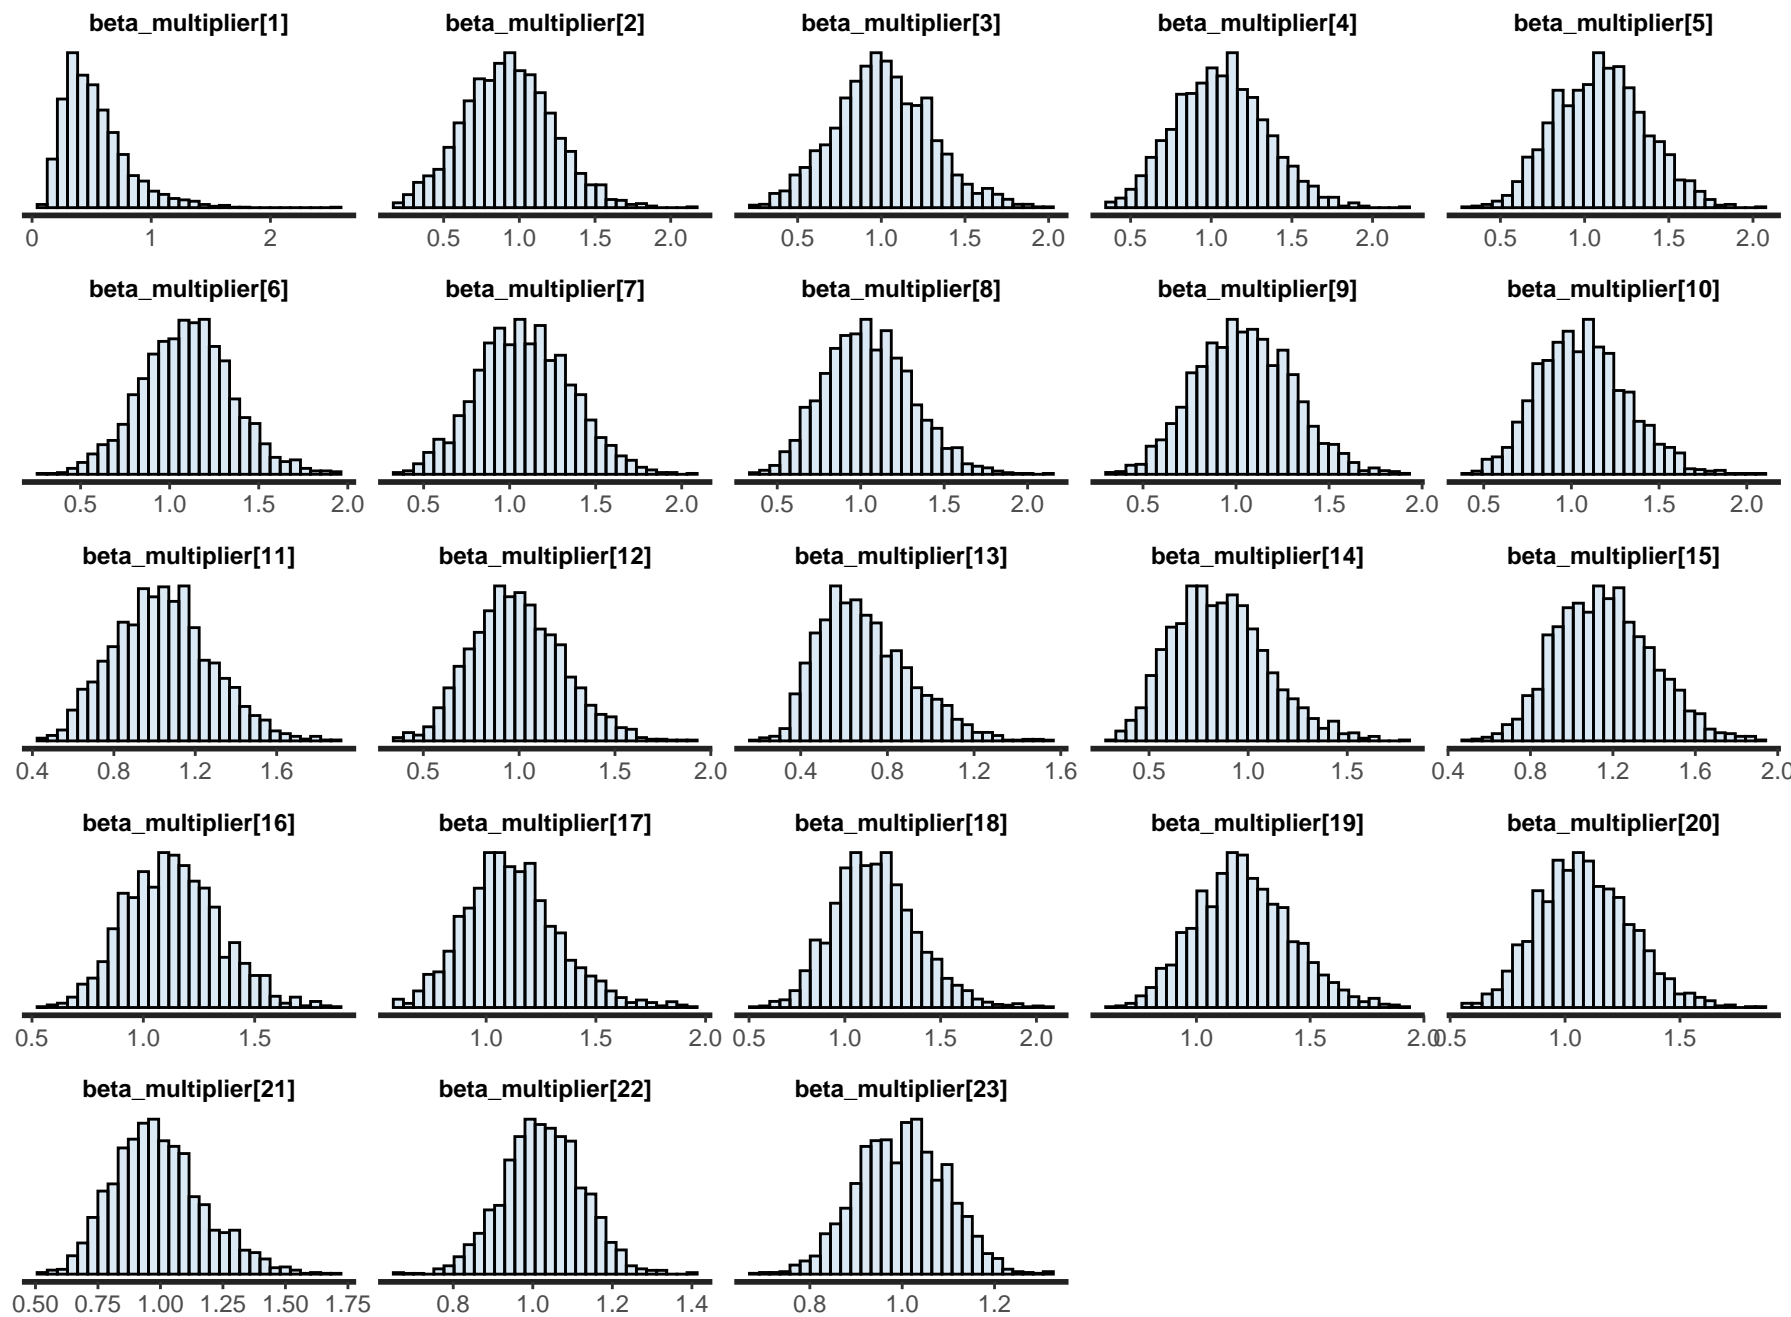 beta_multiplier[1] beta_multiplier[2] beta_multiplier[3] beta_multiplier[4] beta_multiplier[5]
0 1 2 0.5 1.0 1.5 2.0 0.5 1.0 1.5 2.0 0.5 1.0 1.5 2.0 0.5 1.0 1.5 2.0
beta_multiplier[6] beta_multiplier[7] beta_multiplier[8] beta_multiplier[9] beta_multiplier[10]
0.5 1.0 1.5 2.0 0.5 1.0 1.5 2.0 0.5 1.0 1.5 2.0 0.5 1.0 1.5 2.0 0.5 1.0 1.5 2.0
beta_multiplier[11] beta_multiplier[12] beta_multiplier[13] beta_multiplier[14] beta_multiplier[15]
0.4 0.8 1.2 1.6 0.5 1.0 1.5 2.0 0.4 0.8 1.2 1.6 0.5 1.0 1.5 0.4 0.8 1.2 1.6 2.0
beta_multiplier[16] beta_multiplier[17] beta_multiplier[18] beta_multiplier[19] beta_multiplier[20]
0.5 1.0 1.5 1.0 1.5 2.0 0.5 1.0 1.5 2.0 1.0 1.5 2.0 0.5 1.0 1.5
beta_multiplier[21] beta_multiplier[22] beta_multiplier[23]
0.50 0.75 1.00 1.25 1.50 1.75 0.8 1.0 1.2 1.4 0.8 1.0 1.2